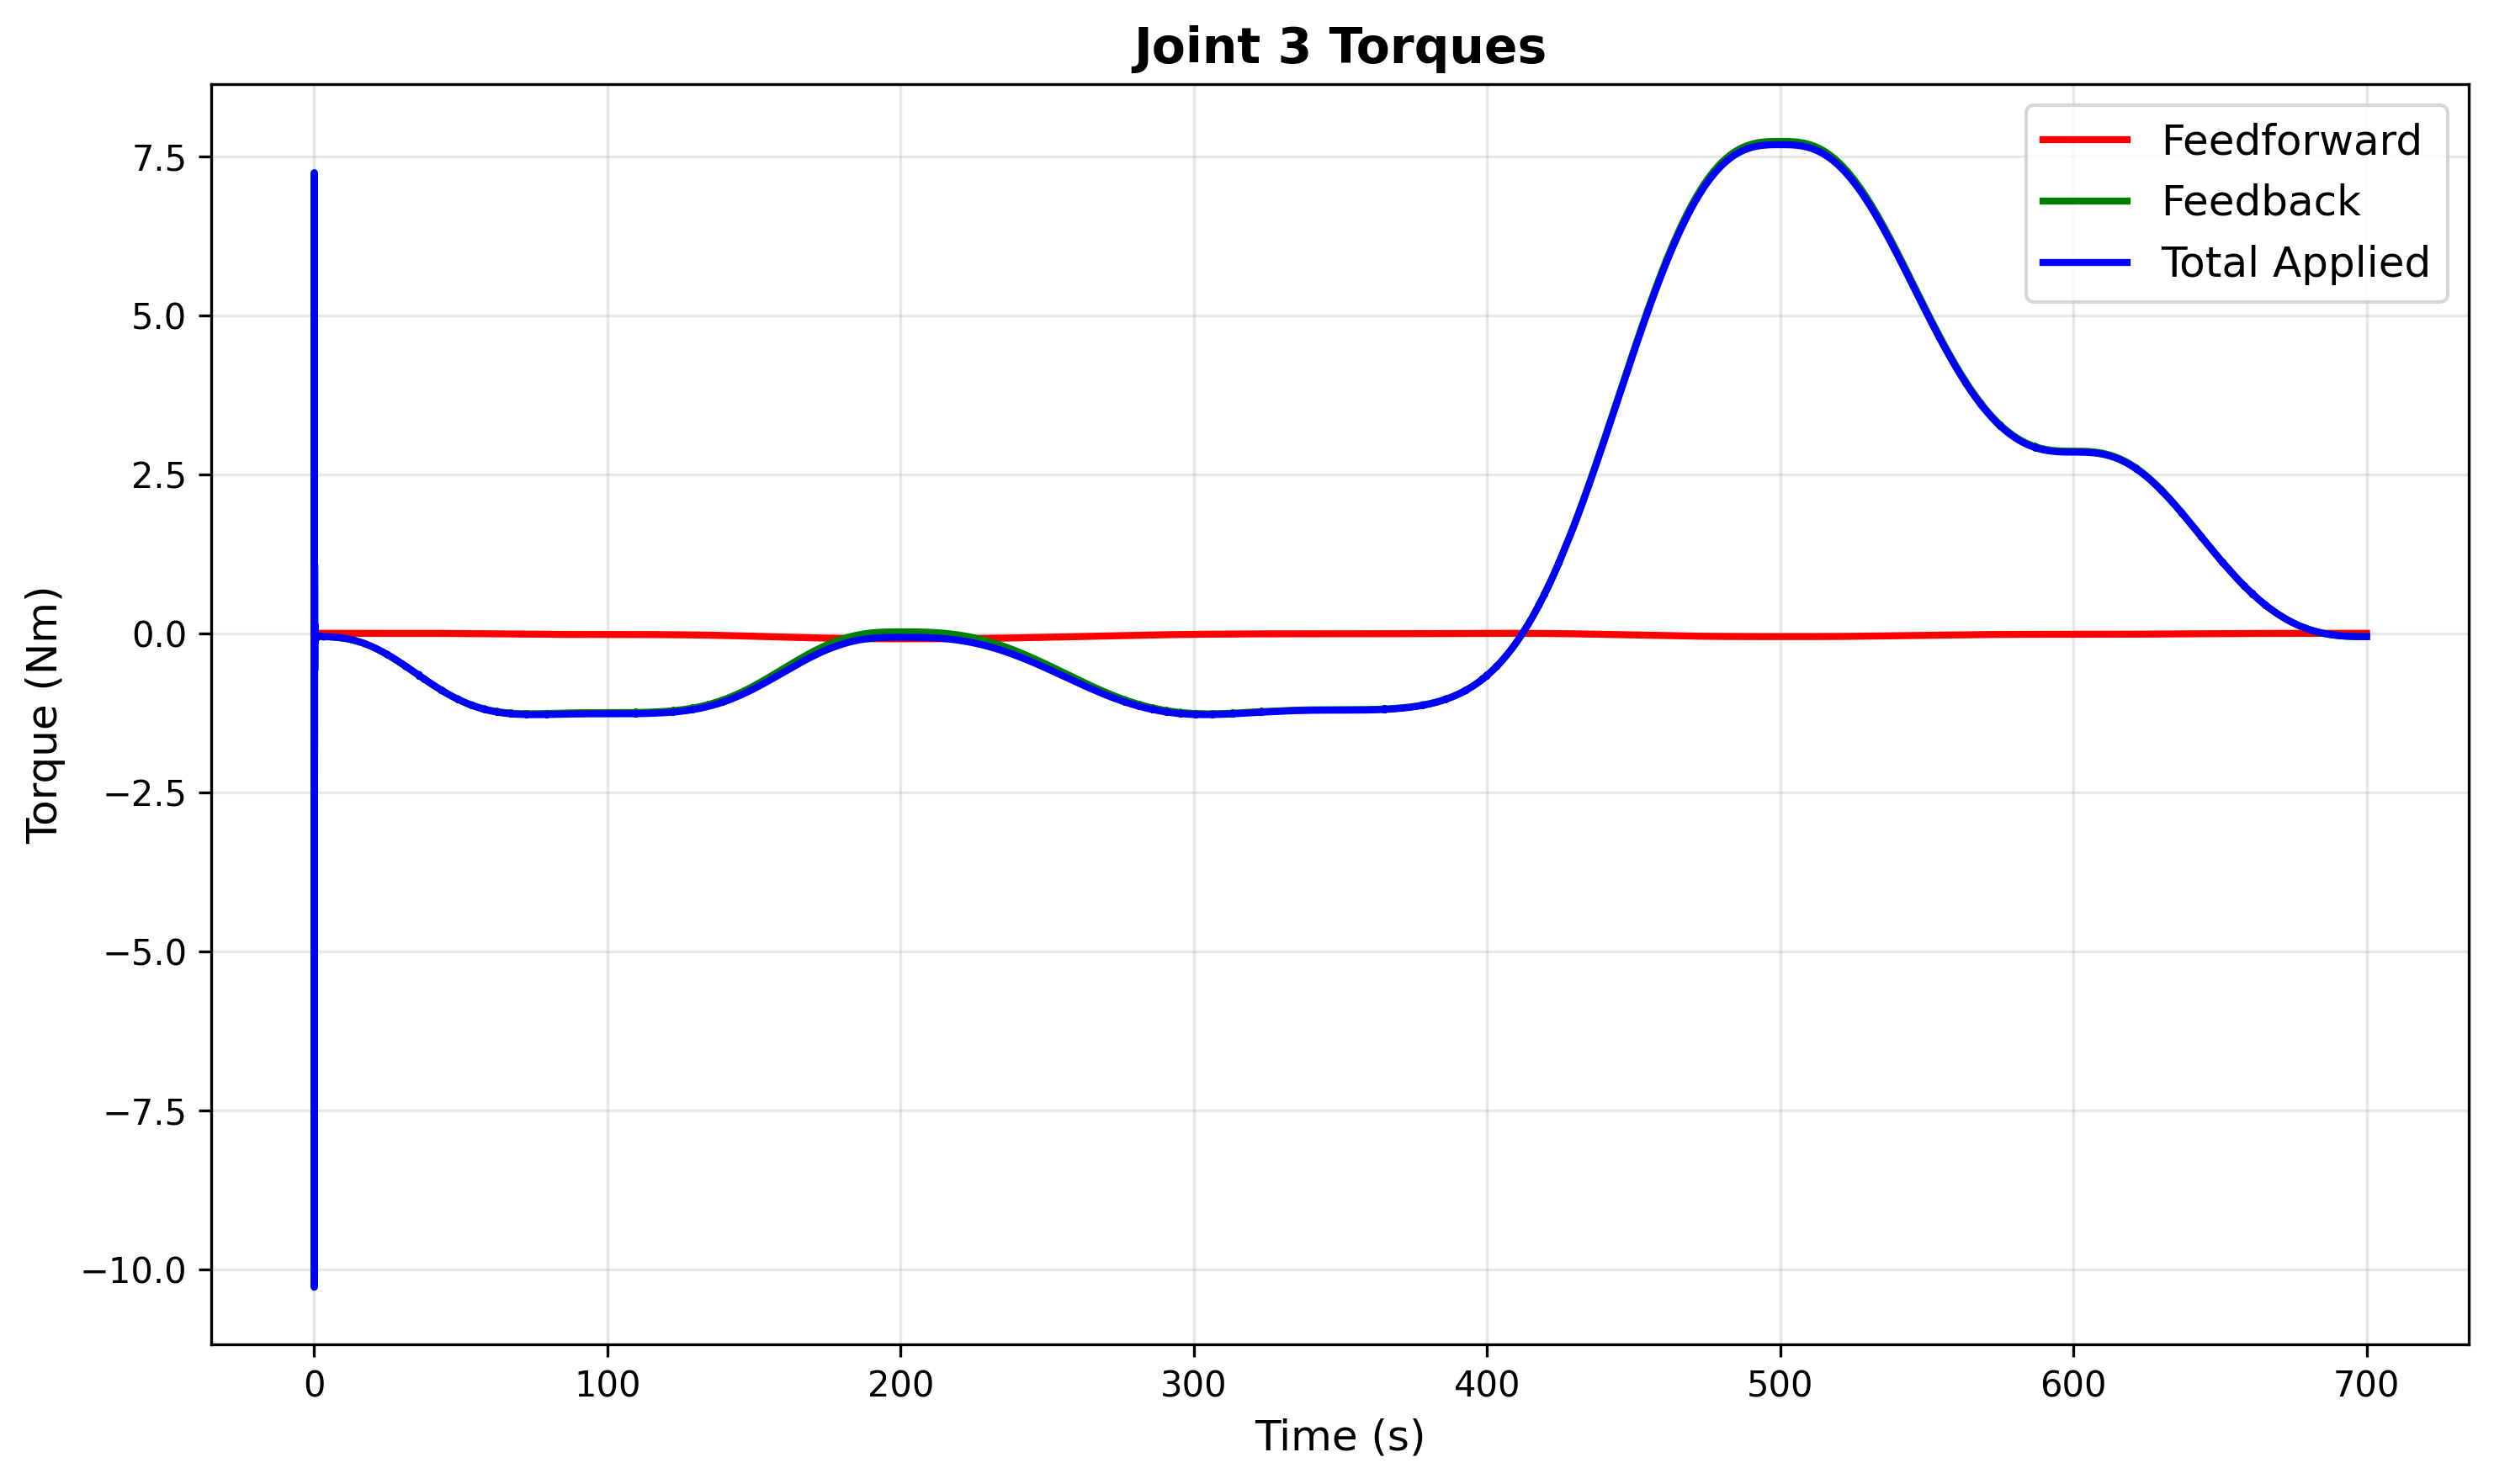 Joint 3 Torques
Feedforward
Feedback
Total Applied
Torque (Nm)
7.5
5.0
2.5
0.0
−2.5
−5.0
−7.5
−10.0
0 100 200 300 400 500 600 700
Time (s)